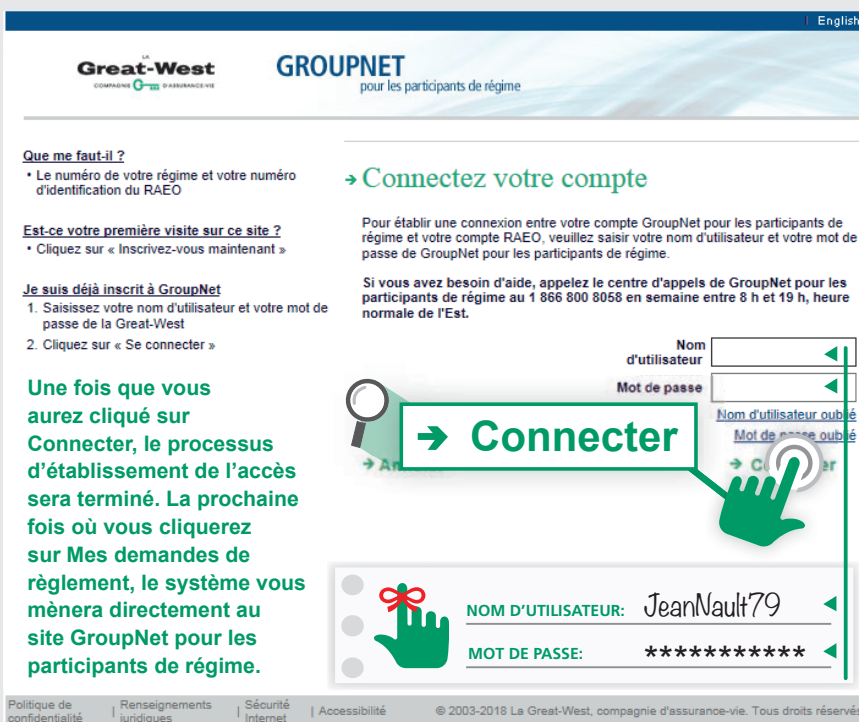 English
LA
Great-West
COMPAGNIE D'ASSURANCE-VIE
GROUPNET
pour les participants de régime
Que me faut-il ?
• Le numéro de votre régime et votre numéro
d'identification du RAEO
Est-ce votre première visite sur ce site ?
• Cliquez sur « Inscrivez-vous maintenant »
Je suis déjà inscrit à GroupNet
1. Saisissez votre nom d'utilisateur et votre mot de
passe de la Great-West
2. Cliquez sur « Se connecter »
Une fois que vous
aurez cliqué sur
Connecter, le processus
d'établissement de l'accès
sera terminé. La prochaine
fois où vous cliquerez
sur Mes demandes de
règlement, le système vous
mènera directement au
site GroupNet pour les
participants de régime.
➔ Connectez votre compte
Pour établir une connexion entre votre compte GroupNet pour les participants de
régime et votre compte RAEO, veuillez saisir votre nom d'utilisateur et votre mot de
passe de GroupNet pour les participants de régime.
Si vous avez besoin d'aide, appelez le centre d'appels de GroupNet pour les
participants de régime au 1 866 800 8058 en semaine entre 8 h et 19 h, heure
normale de l'Est.
Nom
d'utilisateur
Mot de passe
Nom d'utilisateur oublié
Mot de passe oublié
➔ Connecter
NOM D'UTILISATEUR: JeanNault79
MOT DE PASSE: ***********
Politique de
confidentialité
| Renseignements
juridiques
| Sécurité
Internet
| Accessibilité
© 2003-2018 La Great-West, compagnie d'assurance-vie. Tous droits réservés